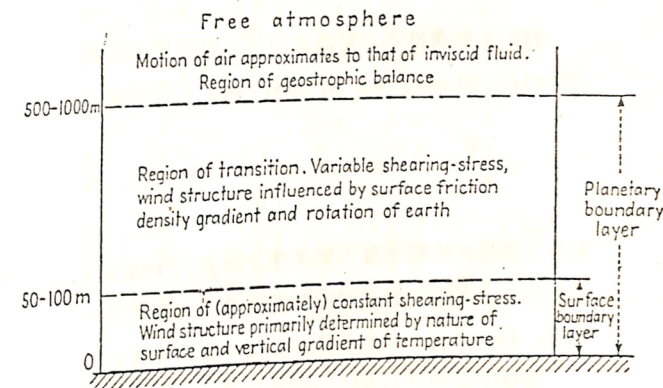 Free atmosphere
Motion of air approximates to that of inviscid fluid.
Region of geostrophic balance
500-1000m
Region of transition. Variable shearing-stress,
wind structure influenced by surface friction
density gradient and rotation of earth
Planetary
boundary
layer
50-100 m
Region of (approximately) constant shearing-stress.
Wind structure primarily determined by nature of
surface and vertical gradient of temperature
Surface
boundary
layer
0